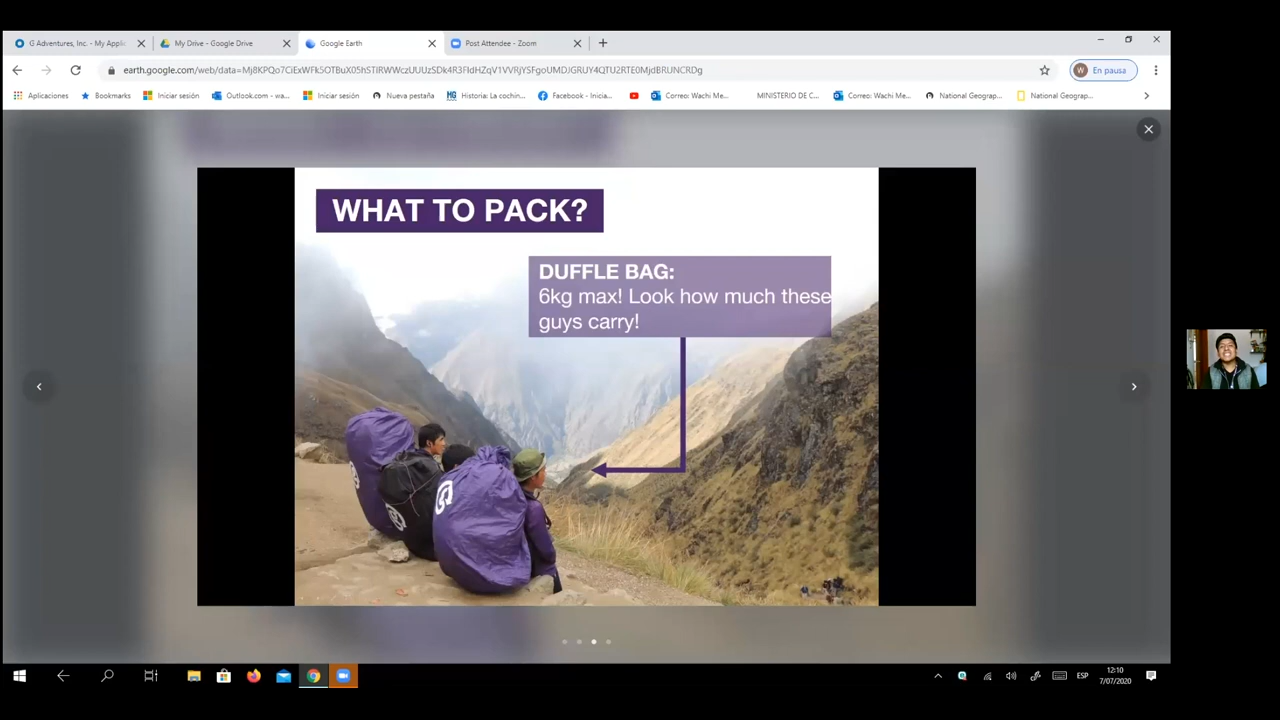 G Adventures, Inc. - My Applic
My Drive - Google Drive
Google Earth
Post Attendee - Zoom
En pausa
Aplicaciones
Bookmarks
Iniciar sesión
Outlook.com - wa...
Iniciar sesión
Nueva pestaña
Historia: La cochin...
Facebook - Inicia...
Correo: Wachi Me...
MINISTERIO DE C...
Correo: Wachi Me...
National Geograp...
National Geograp...
WHAT TO PACK?
DUFFLE BAG:
6kg max! Look how much these
guys carry!
ESP
12:10
7/07/2020